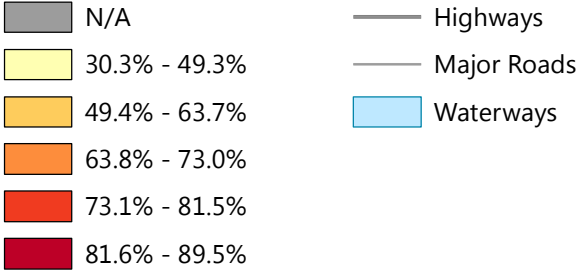 N/A
30.3% - 49.3%
49.4% - 63.7%
63.8% - 73.0%
73.1% - 81.5%
81.6% - 89.5%
Highways
Major Roads
Waterways